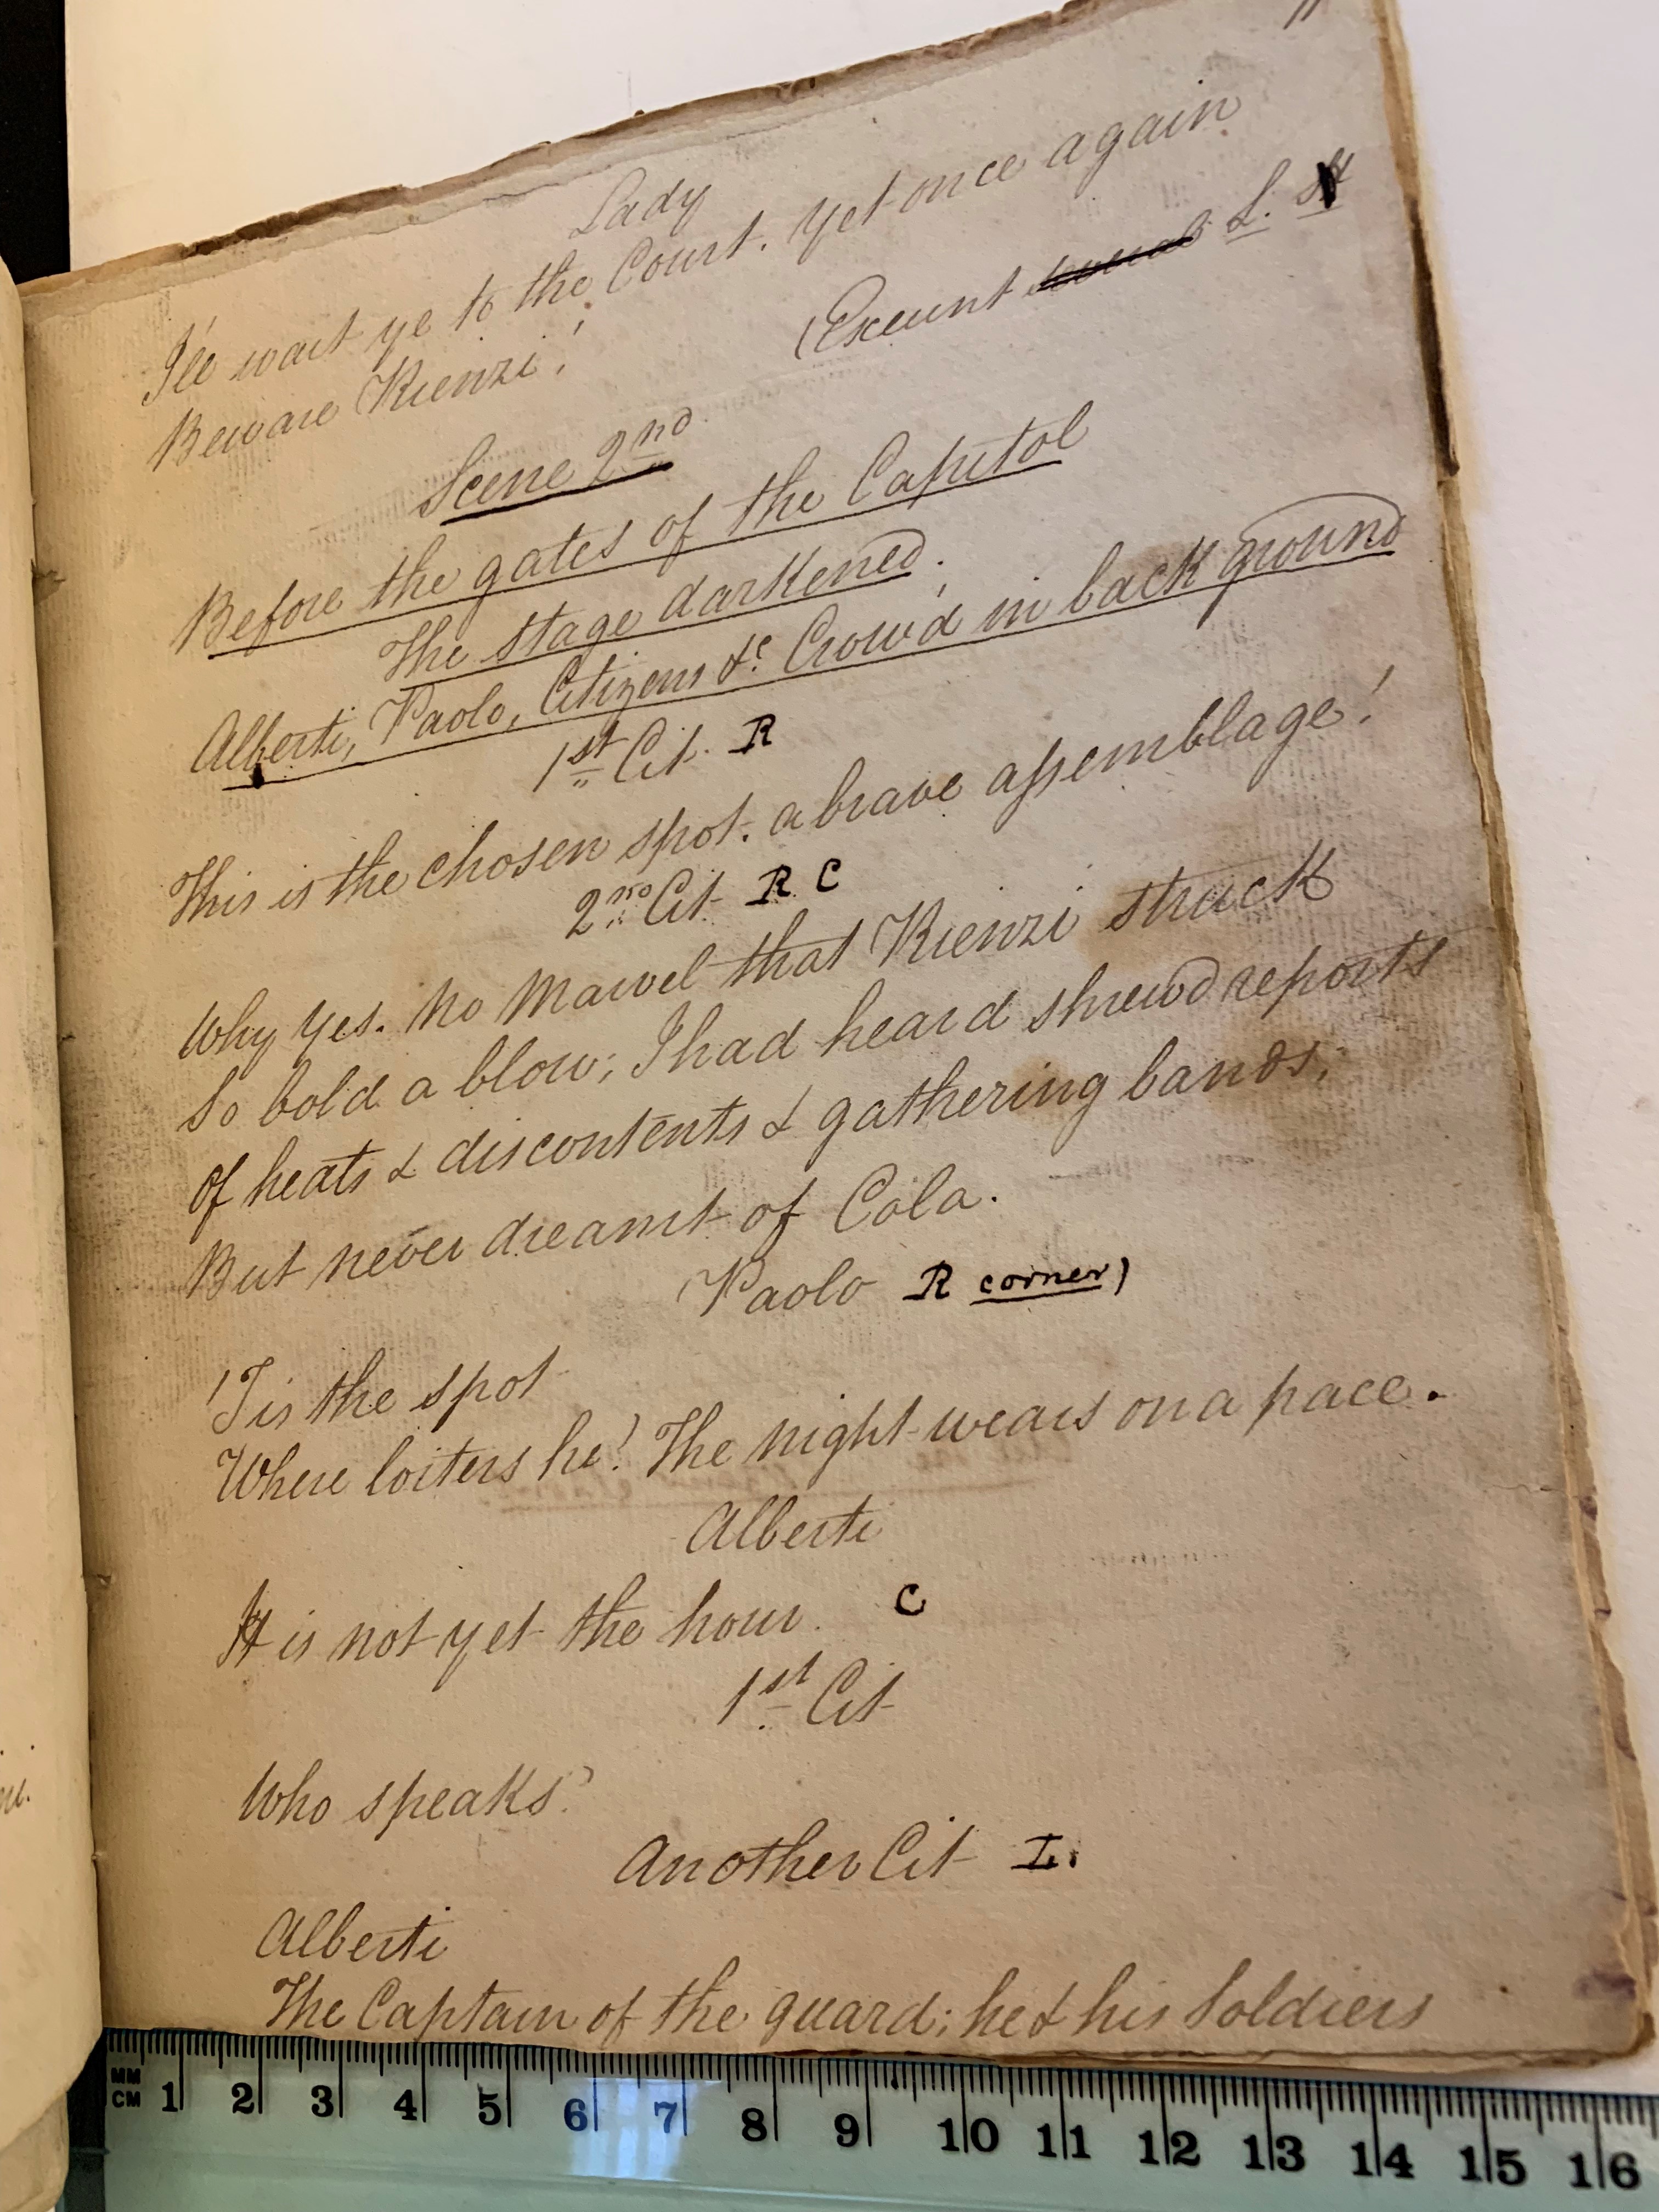 11
Lady
I'll wait ye to the Court. Yet once again
Beware Rienzi!
(Exeunt L. H
Scene 2nd
Before the gates of the Capitol
The stage darkened.
Alberti, Paolo, Citizens &c. Crowd in back ground
1st Cit. R
This is the chosen spot. a brave assemblage!
2nd Cit R C
Why yes. No Marvel that Rienzi struck
So bold a blow; I had heard shrewd reports
Of heats & discontents & gathering bands;
But never dreamt of Cola.
(Paolo R corner)
'Tis the spot
Where loiters he! The night wears on a pace.
Alberti
It is not yet the hour. C
1st Cit
Who speaks?
Another Cit L.
Alberti
The Captain of the guard; he & his Soldiers
MM
CM 1 2 3 4 5 6 7 8 9 10 11 12 13 14 15 16